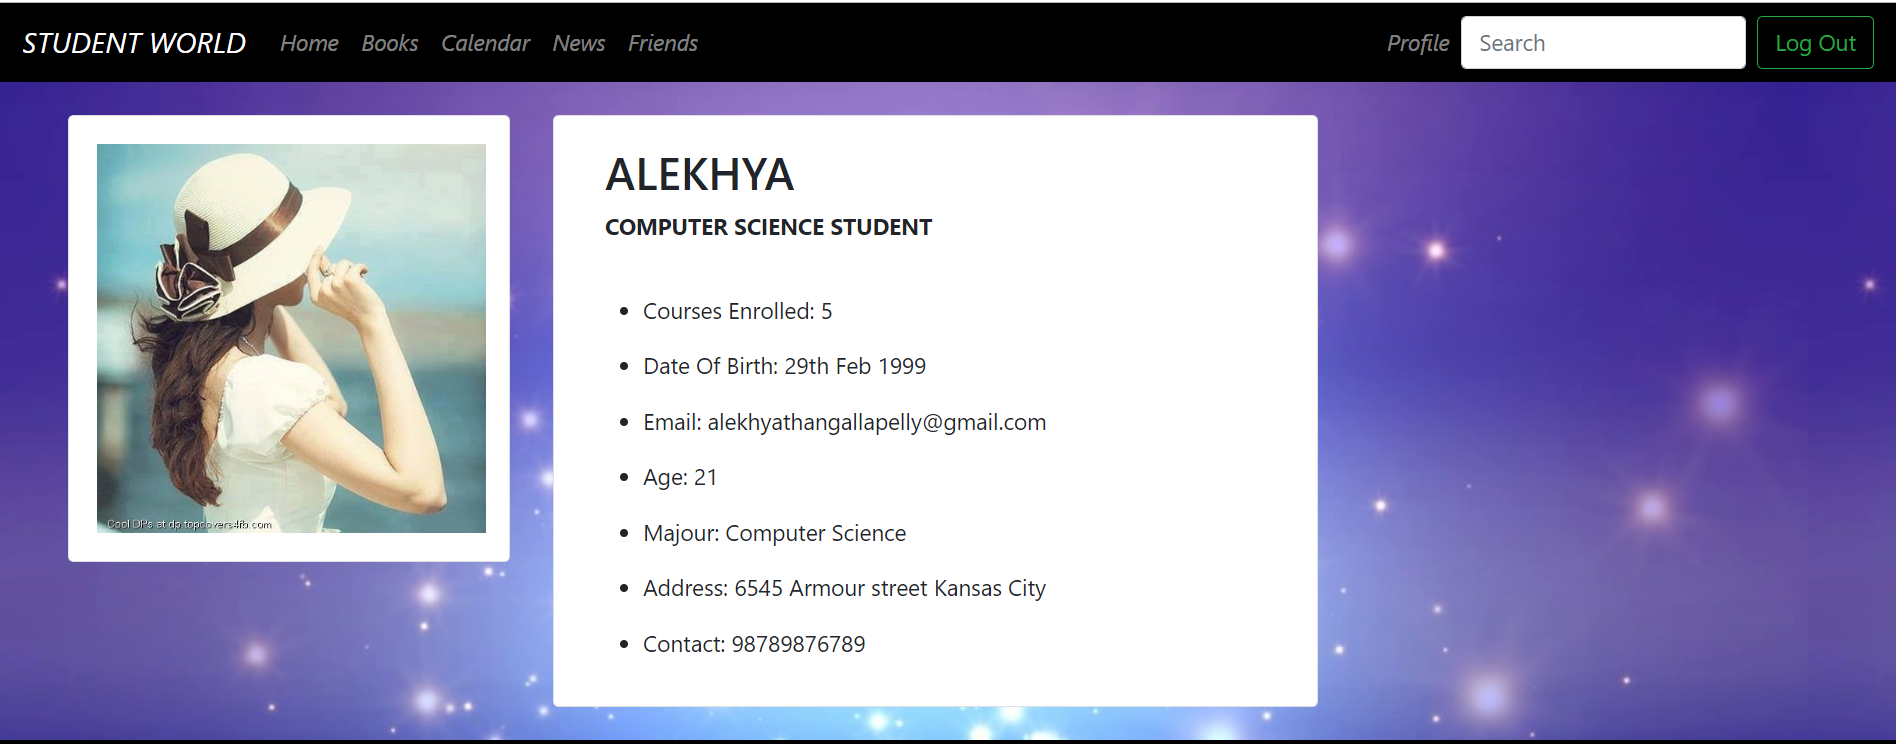 STUDENT WORLD Home Books Calendar News Friends Profile Search Log Out
Cool DPs at dp.topcovers4fb.com
ALEKHYA
COMPUTER SCIENCE STUDENT
• Courses Enrolled: 5
• Date Of Birth: 29th Feb 1999
• Email: alekhyathangallapelly@gmail.com
• Age: 21
• Majour: Computer Science
• Address: 6545 Armour street Kansas City
• Contact: 98789876789